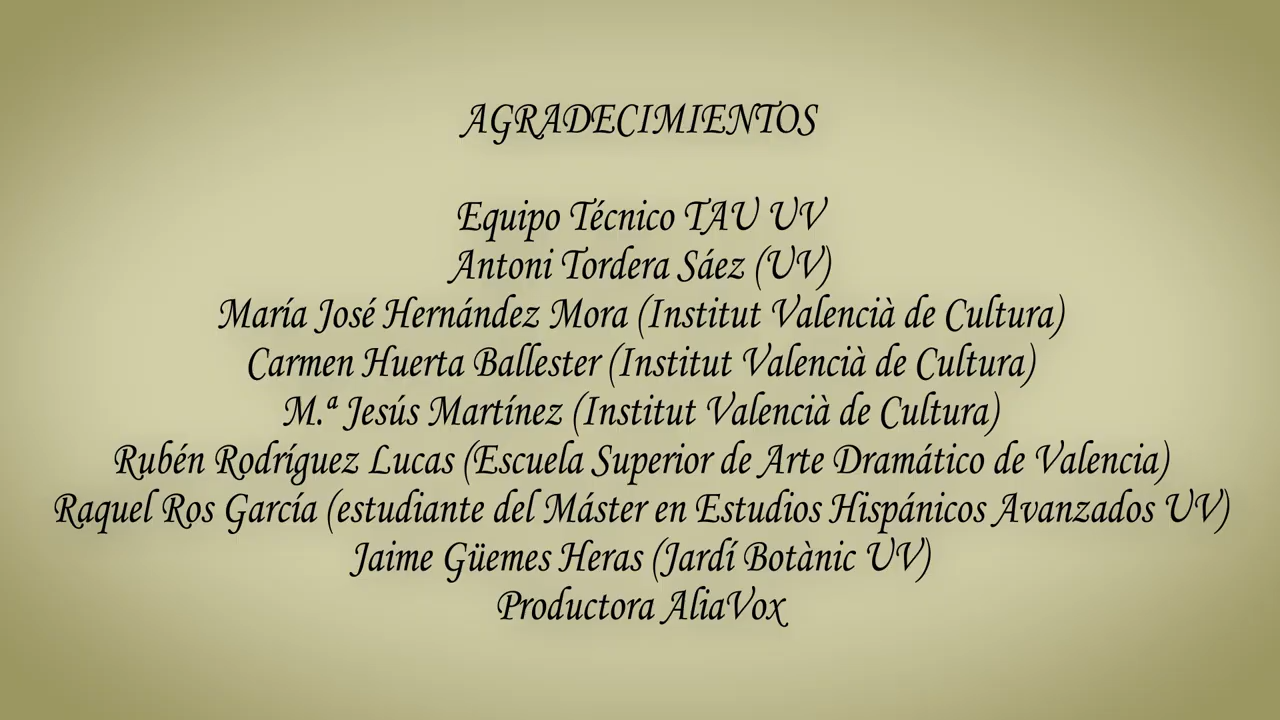 AGRADECIMIENTOS
Equipo Técnico TAU UV
Antoni Tordera Sáez (UV)
María José Hernández Mora (Institut Valencià de Cultura)
Carmen Huerta Ballester (Institut Valencià de Cultura)
M.ª Jesús Martínez (Institut Valencià de Cultura)
Rubén Rodríguez Lucas (Escuela Superior de Arte Dramático de Valencia)
Raquel Ros García (estudiante del Máster en Estudios Hispánicos Avanzados UV)
Jaime Güemes Heras (Jardí Botànic UV)
Productora AliaVox